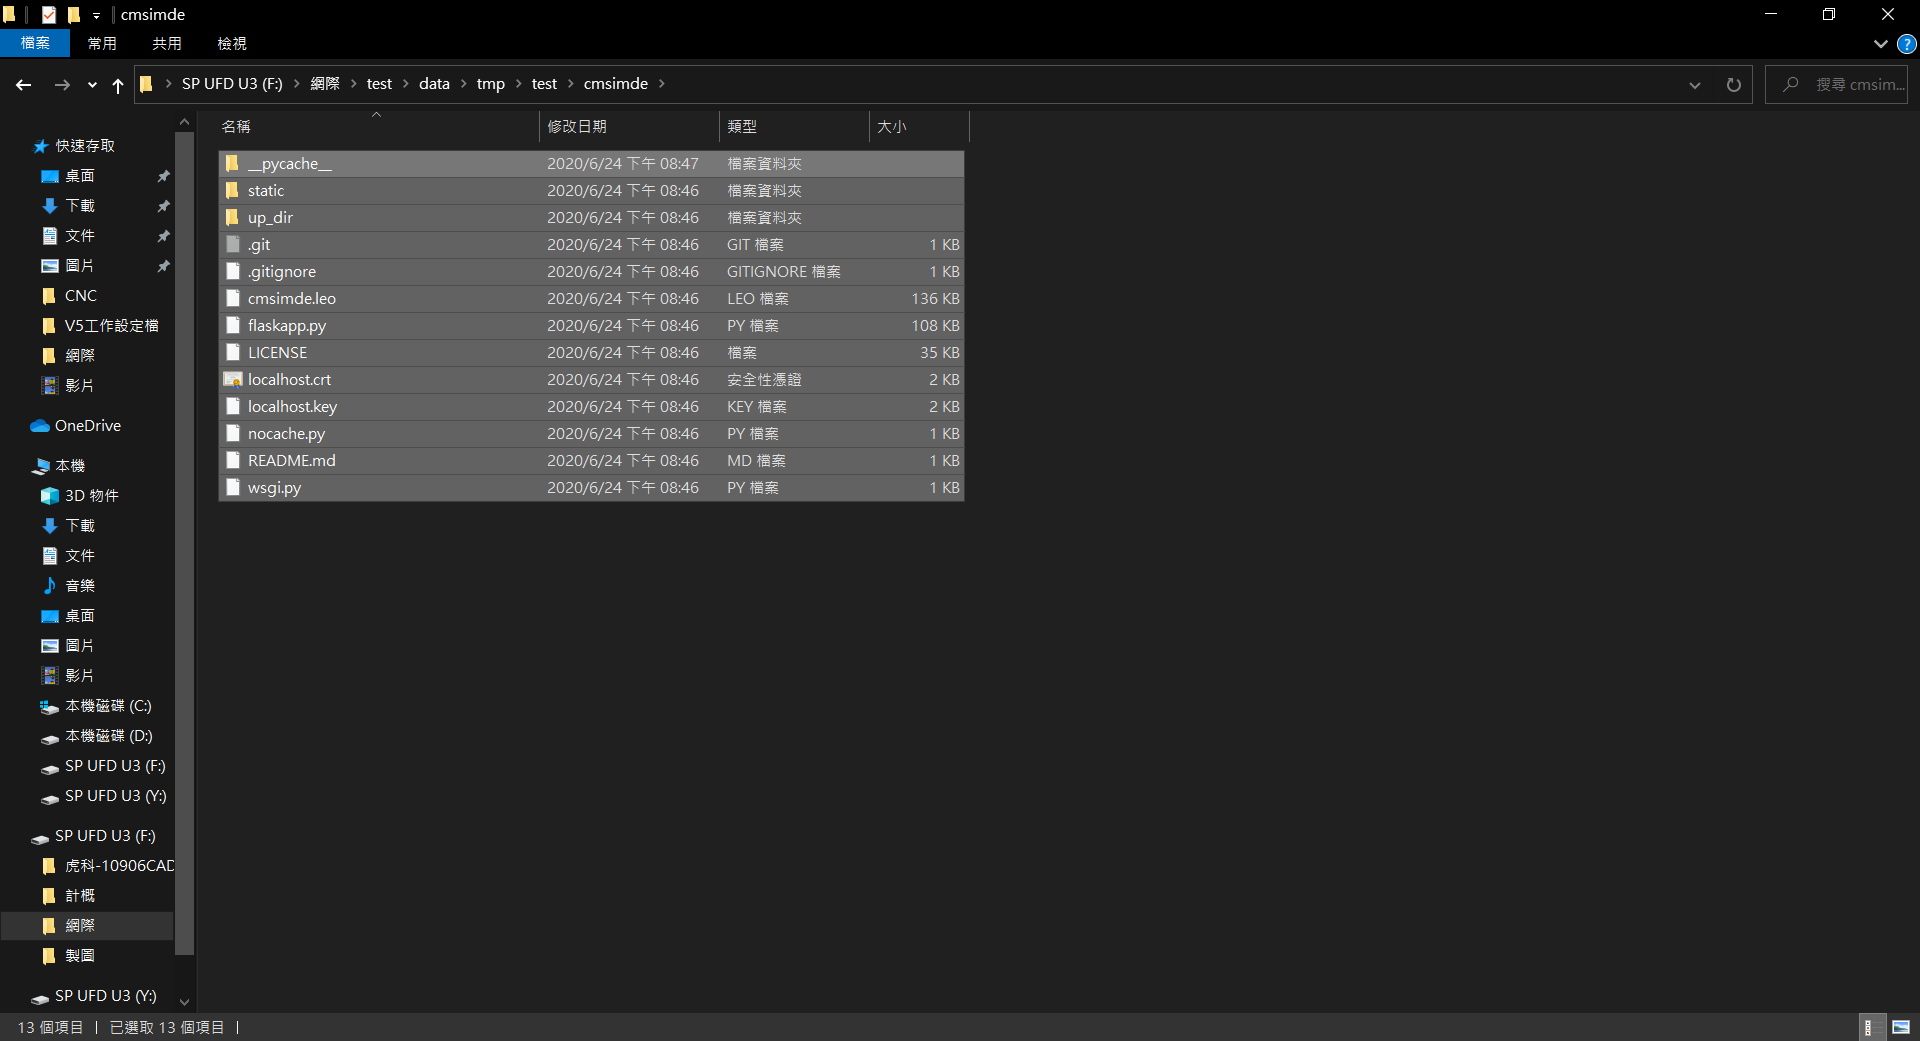 cmsimde
檔案 常用 共用 檢視
SP UFD U3 (F:) 網際 test data tmp test cmsimde
搜尋 cmsim...
名稱 修改日期 類型 大小
__pycache__ 2020/6/24 下午 08:47 檔案資料夾
static 2020/6/24 下午 08:46 檔案資料夾
up_dir 2020/6/24 下午 08:46 檔案資料夾
.git 2020/6/24 下午 08:46 GIT 檔案 1 KB
.gitignore 2020/6/24 下午 08:46 GITIGNORE 檔案 1 KB
cmsimde.leo 2020/6/24 下午 08:46 LEO 檔案 136 KB
flaskapp.py 2020/6/24 下午 08:46 PY 檔案 108 KB
LICENSE 2020/6/24 下午 08:46 檔案 35 KB
localhost.crt 2020/6/24 下午 08:46 安全性憑證 2 KB
localhost.key 2020/6/24 下午 08:46 KEY 檔案 2 KB
nocache.py 2020/6/24 下午 08:46 PY 檔案 1 KB
README.md 2020/6/24 下午 08:46 MD 檔案 1 KB
wsgi.py 2020/6/24 下午 08:46 PY 檔案 1 KB
快速存取
桌面
下載
文件
圖片
CNC
V5工作設定檔
網際
影片
OneDrive
本機
3D 物件
下載
文件
音樂
桌面
圖片
影片
本機磁碟 (C:)
本機磁碟 (D:)
SP UFD U3 (F:)
SP UFD U3 (Y:)
SP UFD U3 (F:)
虎科-10906CAD
計概
網際
製圖
SP UFD U3 (Y:)
13 個項目 已選取 13 個項目